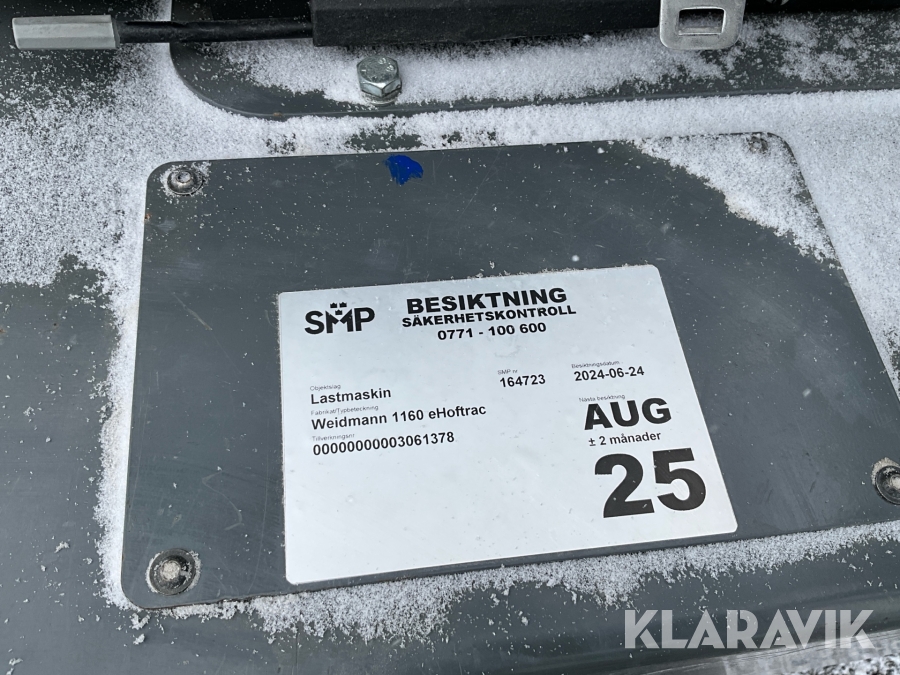 SMP
BESIKTNING
SÄKERHETSKONTROLL
0771 - 100 600
Objektslag
Lastmaskin
SMP nr
164723
Besiktningsdatum
2024-06-24
Fabrikat/Typbeteckning
Weidmann 1160 eHoftrac
Tillverkningsnr
00000000003061378
Nästa besiktning
AUG
± 2 månader
25
KLARAVIK